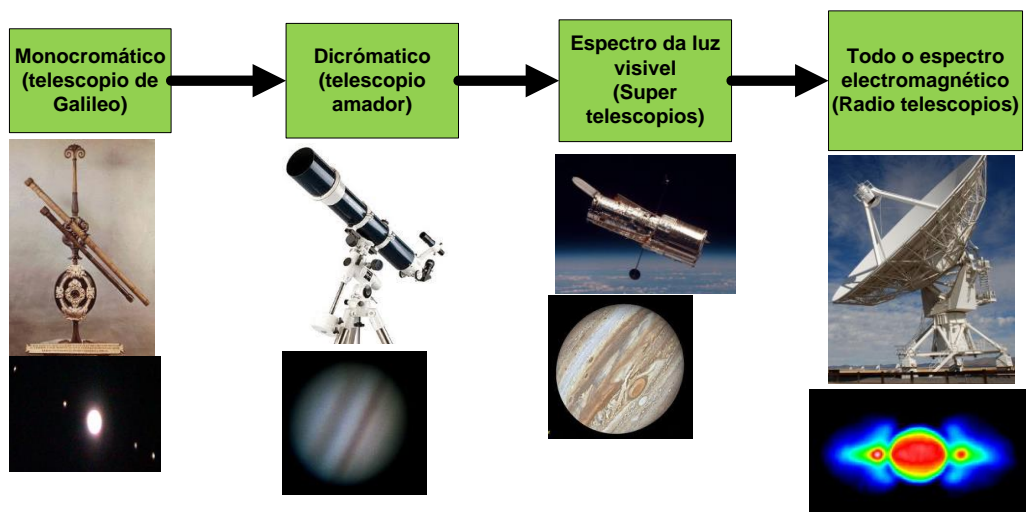 Monocromático
(telescopio de
Galileo)
Dicrómatico
(telescopio
amador)
Espectro da luz
visivel
(Super
telescopios)
Todo o espectro
electromagnético
(Radio telescopios)